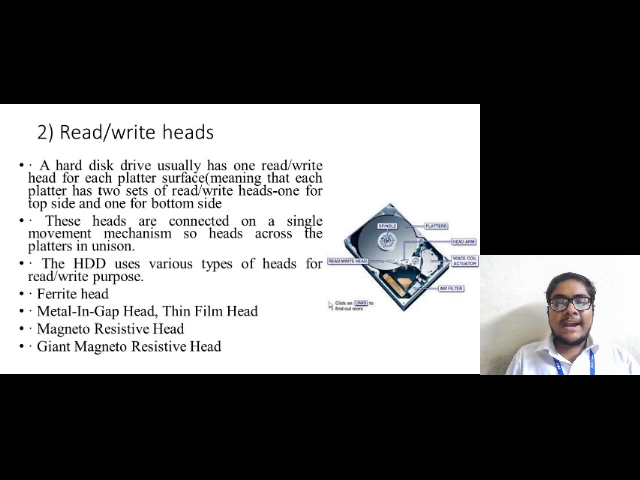 2) Read/write heads
• · A hard disk drive usually has one read/write
head for each platter surface(meaning that each
platter has two sets of read/write heads-one for
top side and one for bottom side
• · These heads are connected on a single
movement mechanism so heads across the
platters in unison.
• · The HDD uses various types of heads for
read/write purpose.
• · Ferrite head
• · Metal-In-Gap Head, Thin Film Head
• · Magneto Resistive Head
• · Giant Magneto Resistive Head
SPINDLE
PLATTERS
HEAD ARM
READ/WRITE HEAD
VOICE COIL
ACTUATOR
AIR FILTER
Click on LINKS to
find out more